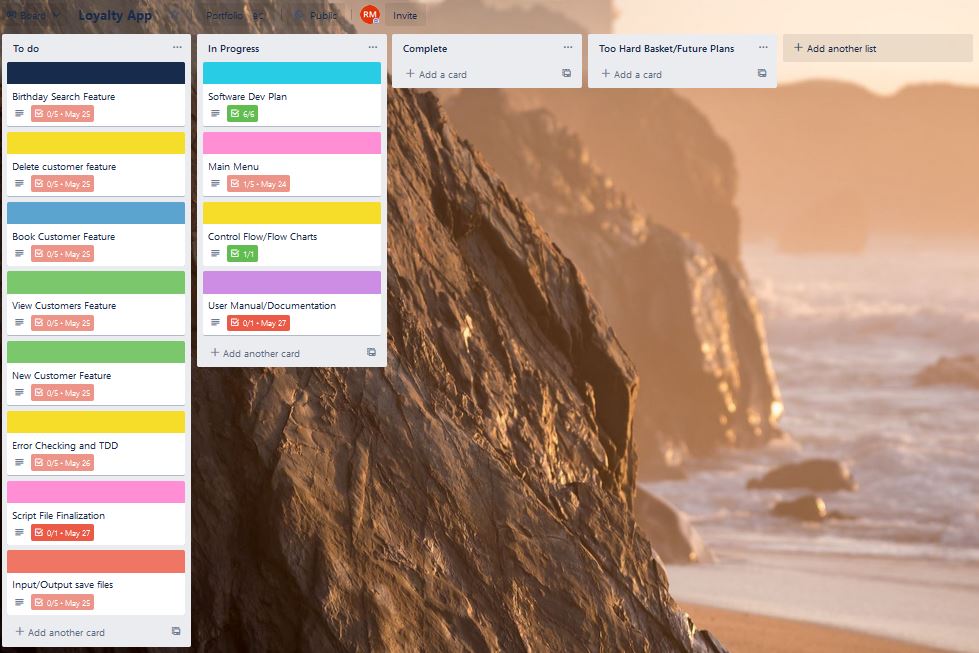 Board
Loyalty App
Portfolio
Public
RM
Invite
To do
Birthday Search Feature
0/5 - May 25
Delete customer feature
0/5 - May 25
Book Customer Feature
0/5 - May 25
View Customers Feature
0/5 - May 25
New Customer Feature
0/5 - May 25
Error Checking and TDD
0/5 - May 26
Script File Finalization
0/1 - May 27
Input/Output save files
0/5 - May 25
+ Add another card
In Progress
Software Dev Plan
6/6
Main Menu
1/5 - May 24
Control Flow/Flow Charts
1/1
User Manual/Documentation
0/1 - May 27
+ Add another card
Complete
+ Add a card
Too Hard Basket/Future Plans
+ Add a card
+ Add another list